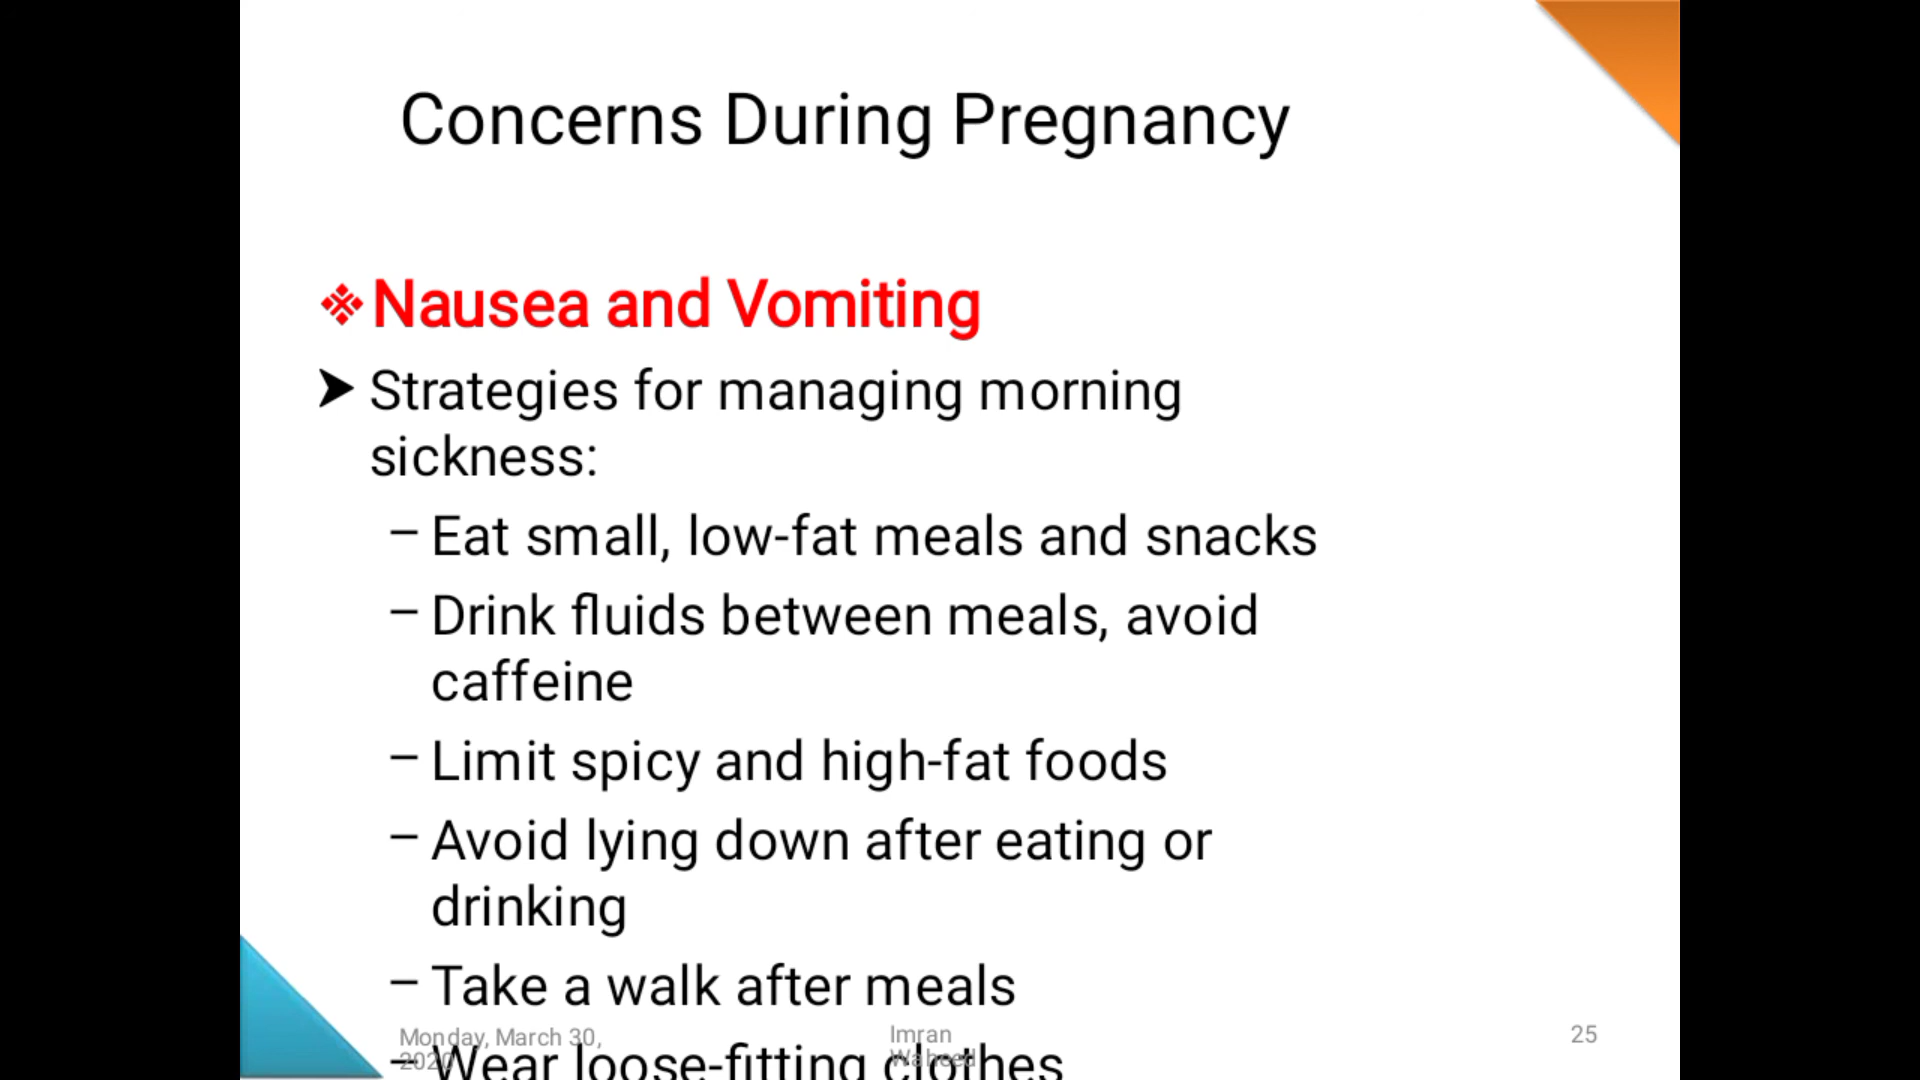 Concerns During Pregnancy
❖Nausea and Vomiting
➤ Strategies for managing morning
sickness:
– Eat small, low-fat meals and snacks
– Drink fluids between meals, avoid
caffeine
– Limit spicy and high-fat foods
– Avoid lying down after eating or
drinking
– Take a walk after meals
– Wear loose-fitting clothes
Monday, March 30,
2020
Imran
Waheed
25